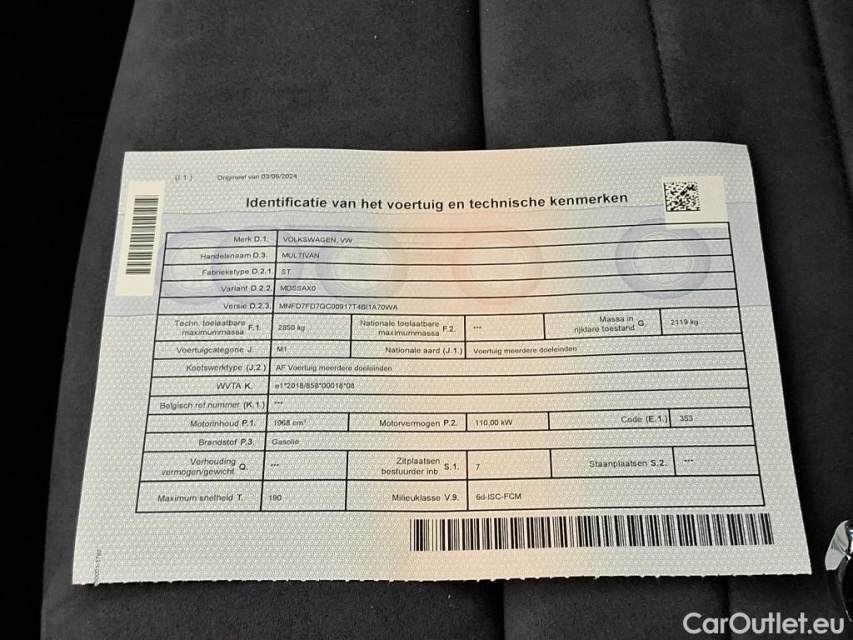 (I.1.) Origineel van 03/06/2024
Identificatie van het voertuig en technische kenmerken
Merk D.1. VOLKSWAGEN, VW
Handelsnaam D.3. MULTIVAN
Fabriekstype D.2.1. ST
Variant D.2.2. MDSSAX0
Versie D.2.3. MNFD7FD7GC00917T4BI1A70WA
Techn. toelaatbare maximummassa F.1. 2850 kg Nationale toelaatbare maximummassa F.2. --- Massa in rijklare toestand G. 2119 kg
Voertuigcategorie J. M1 Nationale aard (J.1.) Voertuig meerdere doeleinden
Koetswerktype (J.2.) AF Voertuig meerdere doeleinden
WVTA K. e1*2018/858*00018*08
Belgisch ref nummer (K.1.) ---
Motorinhoud P.1. 1968 cm³ Motorvermogen P.2. 110,00 kW Code (E.1.) 353
Brandstof P.3. Gasolie
Verhouding vermogen/gewicht Q. --- Zitplaatsen bestuurder inb. S.1. 7 Staanplaatsen S.2. ---
Maximum snelheid T. 190 Milieuklasse V.9. 6d-ISC-FCM
CarOutlet.eu